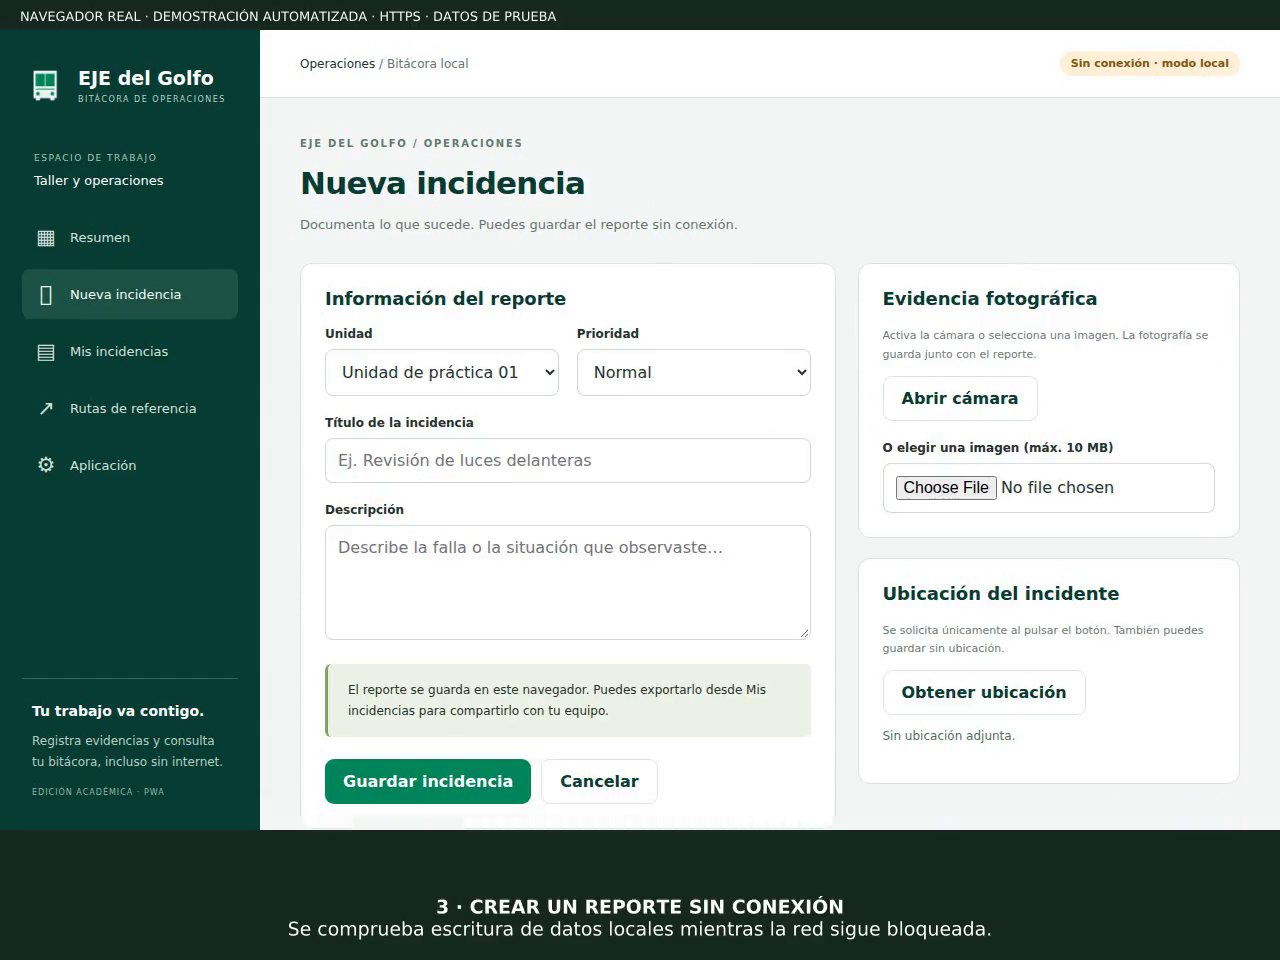 NAVEGADOR REAL · DEMOSTRACIÓN AUTOMATIZADA · HTTPS · DATOS DE PRUEBA
EJE del Golfo
BITÁCORA DE OPERACIONES
ESPACIO DE TRABAJO
Taller y operaciones
Resumen
Nueva incidencia
Mis incidencias
Rutas de referencia
Aplicación
Tu trabajo va contigo.
Registra evidencias y consulta
tu bitácora, incluso sin internet.
EDICIÓN ACADÉMICA · PWA
Operaciones / Bitácora local
Sin conexión · modo local
EJE DEL GOLFO / OPERACIONES
Nueva incidencia
Documenta lo que sucede. Puedes guardar el reporte sin conexión.
Información del reporte
Unidad
Prioridad
Unidad de práctica 01
Normal
Título de la incidencia
Ej. Revisión de luces delanteras
Descripción
Describe la falla o la situación que observaste...
El reporte se guarda en este navegador. Puedes exportarlo desde Mis
incidencias para compartirlo con tu equipo.
Guardar incidencia
Cancelar
Evidencia fotográfica
Activa la cámara o selecciona una imagen. La fotografía se
guarda junto con el reporte.
Abrir cámara
O elegir una imagen (máx. 10 MB)
Choose File No file chosen
Ubicación del incidente
Se solicita únicamente al pulsar el botón. También puedes
guardar sin ubicación.
Obtener ubicación
Sin ubicación adjunta.
3 · CREAR UN REPORTE SIN CONEXIÓN
Se comprueba escritura de datos locales mientras la red sigue bloqueada.